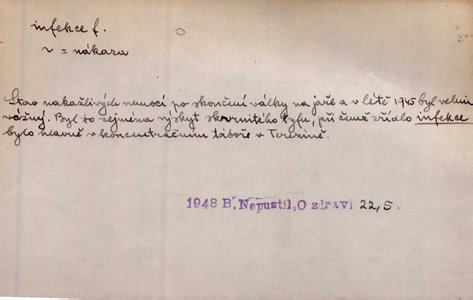 infekce f.
v = nákaza
Stav nakažlivých nemocí po skončení války na jaře a v létě 1945 byl velmi
vážný. Byl to zejména výskyt skvrnitého tyfu, při čemž zřídlo infekce
bylo hlavně v koncentračním táboře v Terezíně.
1948 B. Nepustil, O zdraví 22,5.